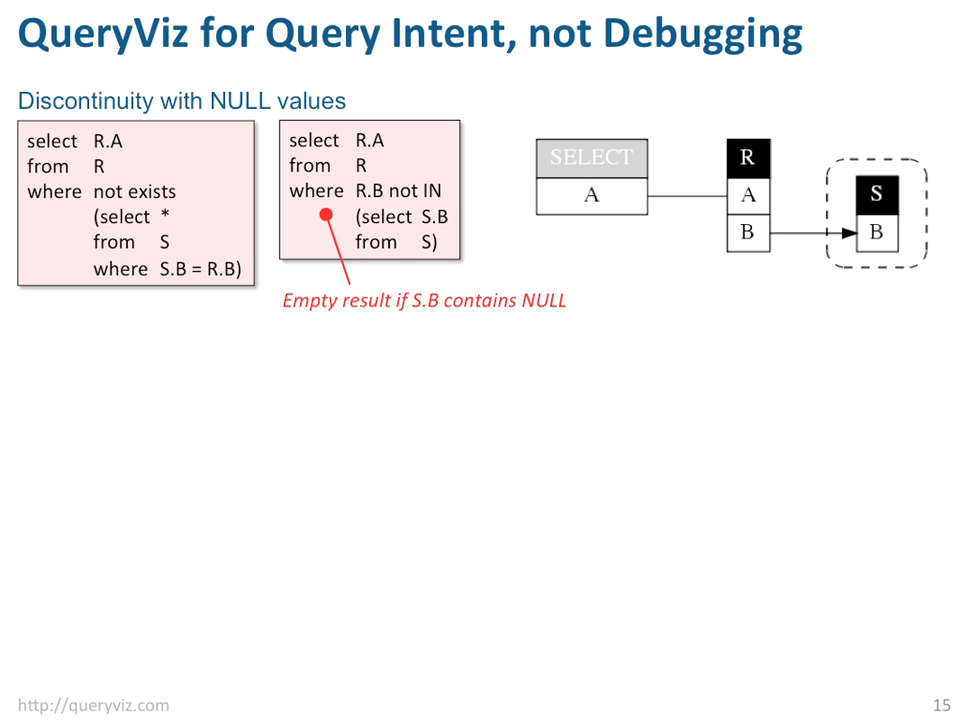 QueryViz for Query Intent, not Debugging
Discontinuity with NULL values
select R.A
from R
where not exists
(select *
from S
where S.B = R.B)
select R.A
from R
where R.B not IN
(select S.B
from S)
Empty result if S.B contains NULL
SELECT
A
R
A
B
S
B
http://queryviz.com
15